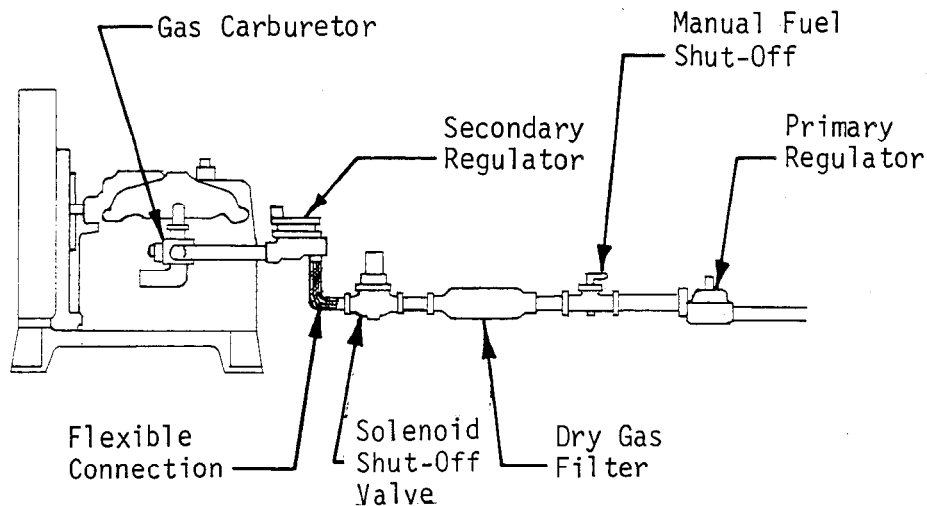 Gas Carburetor
Manual Fuel
Shut-Off
Secondary
Regulator
Primary
Regulator
Flexible
Connection
Solenoid
Shut-Off
Valve
Dry Gas
Filter